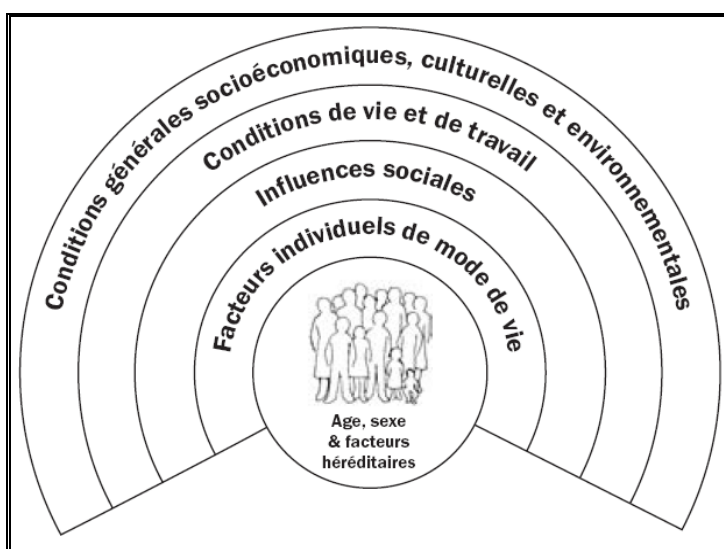 Conditions générales socioéconomiques, culturelles et environnementales
Conditions de vie et de travail
Influences sociales
Facteurs individuels de mode de vie
Age, sexe
& facteurs
héréditaires